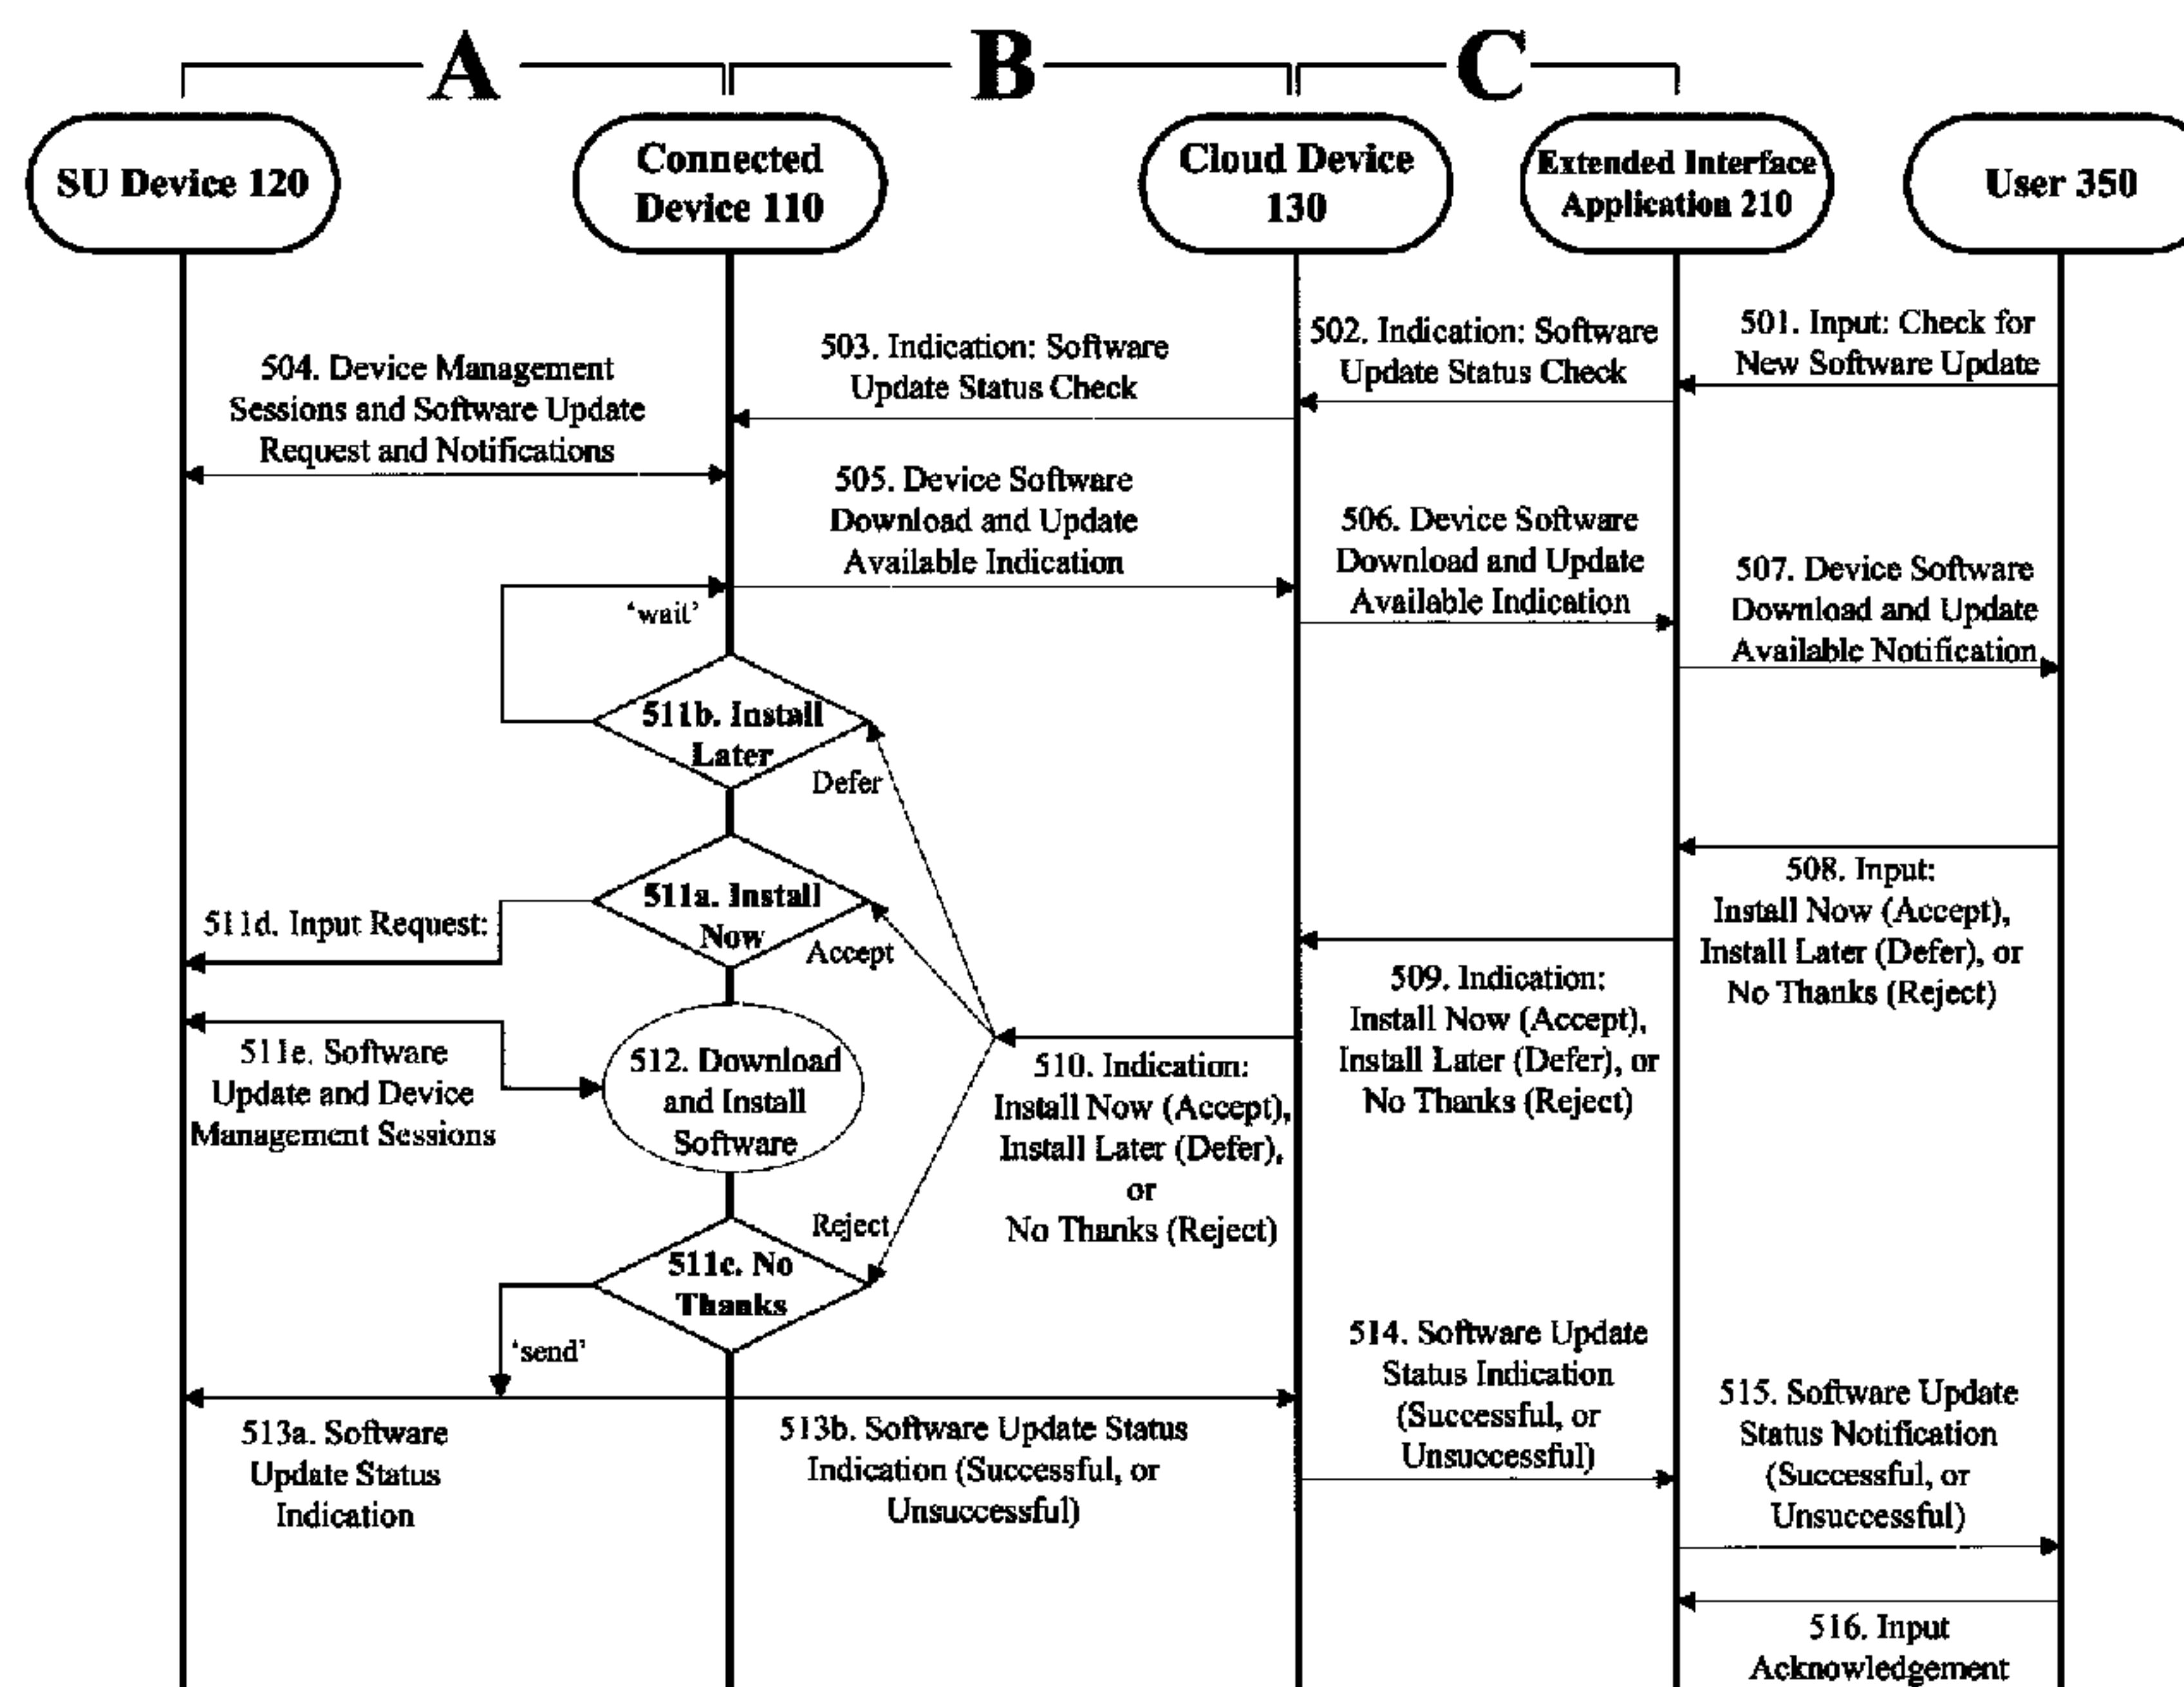 A
B
C
SU Device 120
Connected
Device 110
Cloud Device
130
Extended Interface
Application 210
User 350
501. Input: Check for
New Software Update
502. Indication: Software
Update Status Check
503. Indication: Software
Update Status Check
504. Device Management
Sessions and Software Update
Request and Notifications
505. Device Software
Download and Update
Available Indication
506. Device Software
Download and Update
Available Indication
507. Device Software
Download and Update
Available Notification
‘wait’
511b. Install
Later
Defer
508. Input:
Install Now (Accept),
Install Later (Defer), or
No Thanks (Reject)
511a. Install
Now
Accept
511d. Input Request:
509. Indication:
Install Now (Accept),
Install Later (Defer), or
No Thanks (Reject)
511e. Software
Update and Device
Management Sessions
512. Download
and Install
Software
510. Indication:
Install Now (Accept),
Install Later (Defer),
or
No Thanks (Reject)
Reject
511c. No
Thanks
‘send’
513a. Software
Update Status
Indication
513b. Software Update Status
Indication (Successful, or
Unsuccessful)
514. Software Update
Status Indication
(Successful, or
Unsuccessful)
515. Software Update
Status Notification
(Successful, or
Unsuccessful)
516. Input
Acknowledgement